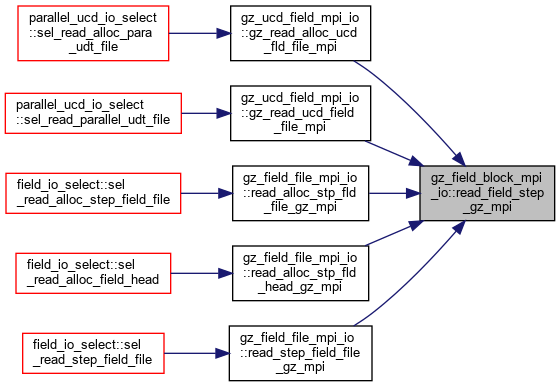 parallel_ucd_io_select
::sel_read_alloc_para
_udt_file
gz_ucd_field_mpi_io
::gz_read_alloc_ucd
_fld_file_mpi
parallel_ucd_io_select
::sel_read_parallel_udt_file
gz_ucd_field_mpi_io
::gz_read_ucd_field
_file_mpi
field_io_select::sel
_read_alloc_step_field_file
gz_field_file_mpi_io
::read_alloc_stp_fld
_file_gz_mpi
gz_field_block_mpi
_io::read_field_step
_gz_mpi
field_io_select::sel
_read_alloc_field_head
gz_field_file_mpi_io
::read_alloc_stp_fld
_head_gz_mpi
field_io_select::sel
_read_step_field_file
gz_field_file_mpi_io
::read_step_field_file
_gz_mpi